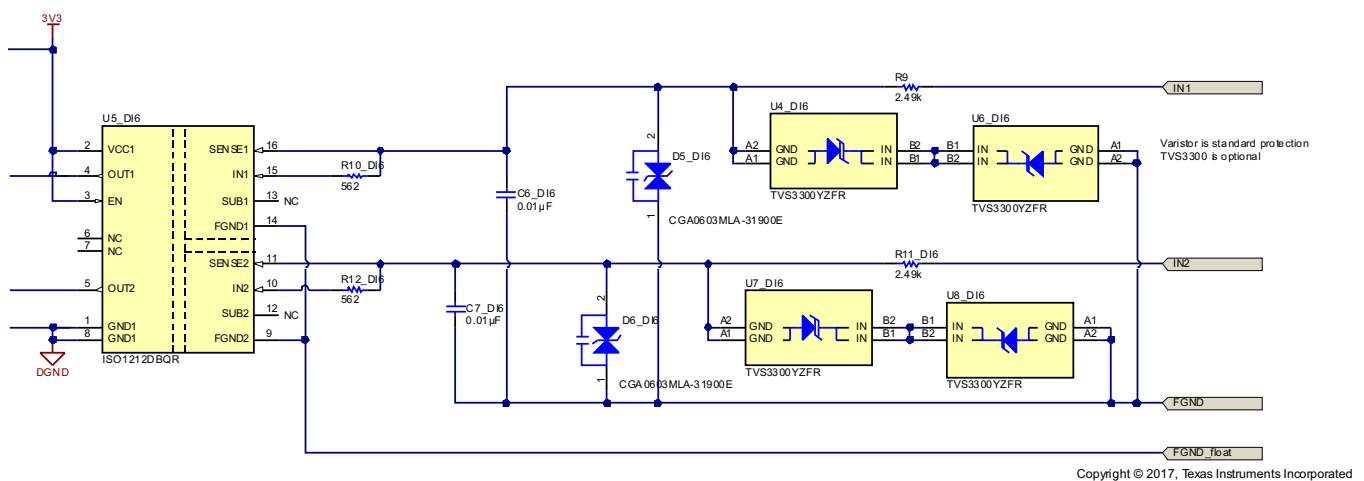 3V3
U5_DI6
2
VCC1
4
OUT1
3
EN
6
NC
7
NC
5
OUT2
1
GND1
8
GND1
DGND
ISO1212DBQR
SENSE1
16
IN1
15
SUB1
13
NC
FGND1
14
SENSE2
11
IN2
10
SUB2
12
NC
FGND2
9
R10_DI6
562
R12_DI6
562
C6_DI6
0.01µF
C7_DI6
0.01µF
2
D5_DI6
1
CGA0603MLA-31900E
2
D6_DI6
1
CGA0603MLA-31900E
R9
2.49k
IN1
U4_DI6
A2
GND
IN
B2
A1
GND
IN
B1
TVS3300YZFR
U6_DI6
B1
IN
GND
A1
B2
IN
GND
A2
TVS3300YZFR
Varistor is standard protection
TVS3300 is optional
R11_DI6
2.49k
IN2
U7_DI6
A2
GND
IN
B2
A1
GND
IN
B1
TVS3300YZFR
U8_DI6
B1
IN
GND
A1
B2
IN
GND
A2
TVS3300YZFR
FGND
FGND_float
Copyright © 2017, Texas Instruments Incorporated